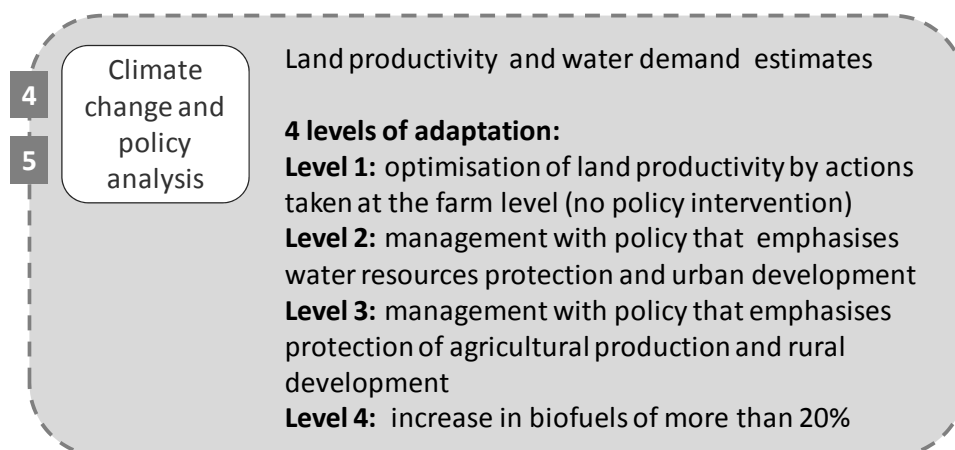 4
5
Climate
change and
policy
analysis
Land productivity and water demand estimates
4 levels of adaptation:
Level 1: optimisation of land productivity by actions
taken at the farm level (no policy intervention)
Level 2: management with policy that emphasises
water resources protection and urban development
Level 3: management with policy that emphasises
protection of agricultural production and rural
development
Level 4: increase in biofuels of more than 20%